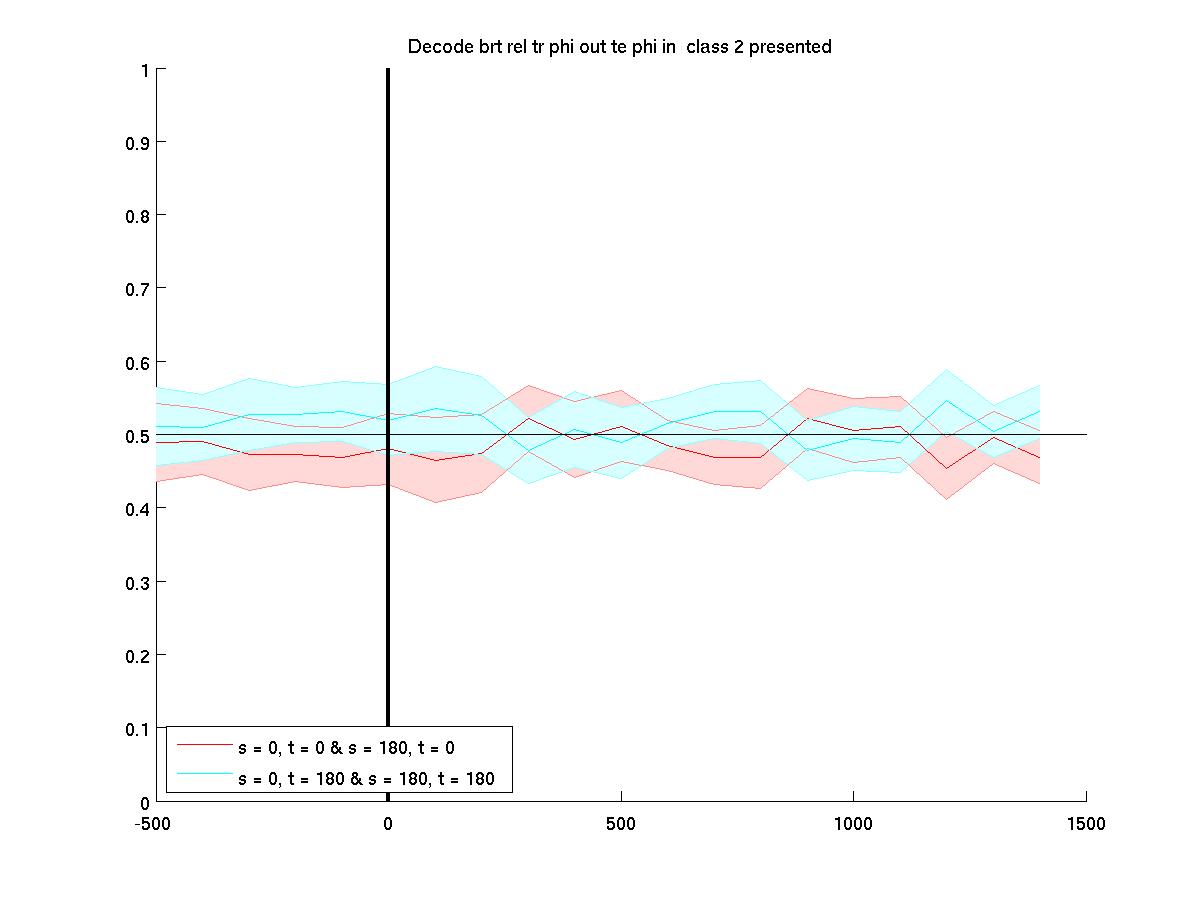 Decode brt rel tr phi out te phi in  class 2 presented
1
0.9
0.8
0.7
0.6
0.5
0.4
0.3
0.2
0.1
0
s = 0, t = 0 & s = 180, t = 0
s = 0, t = 180 & s = 180, t = 180
-500 0 500 1000 1500